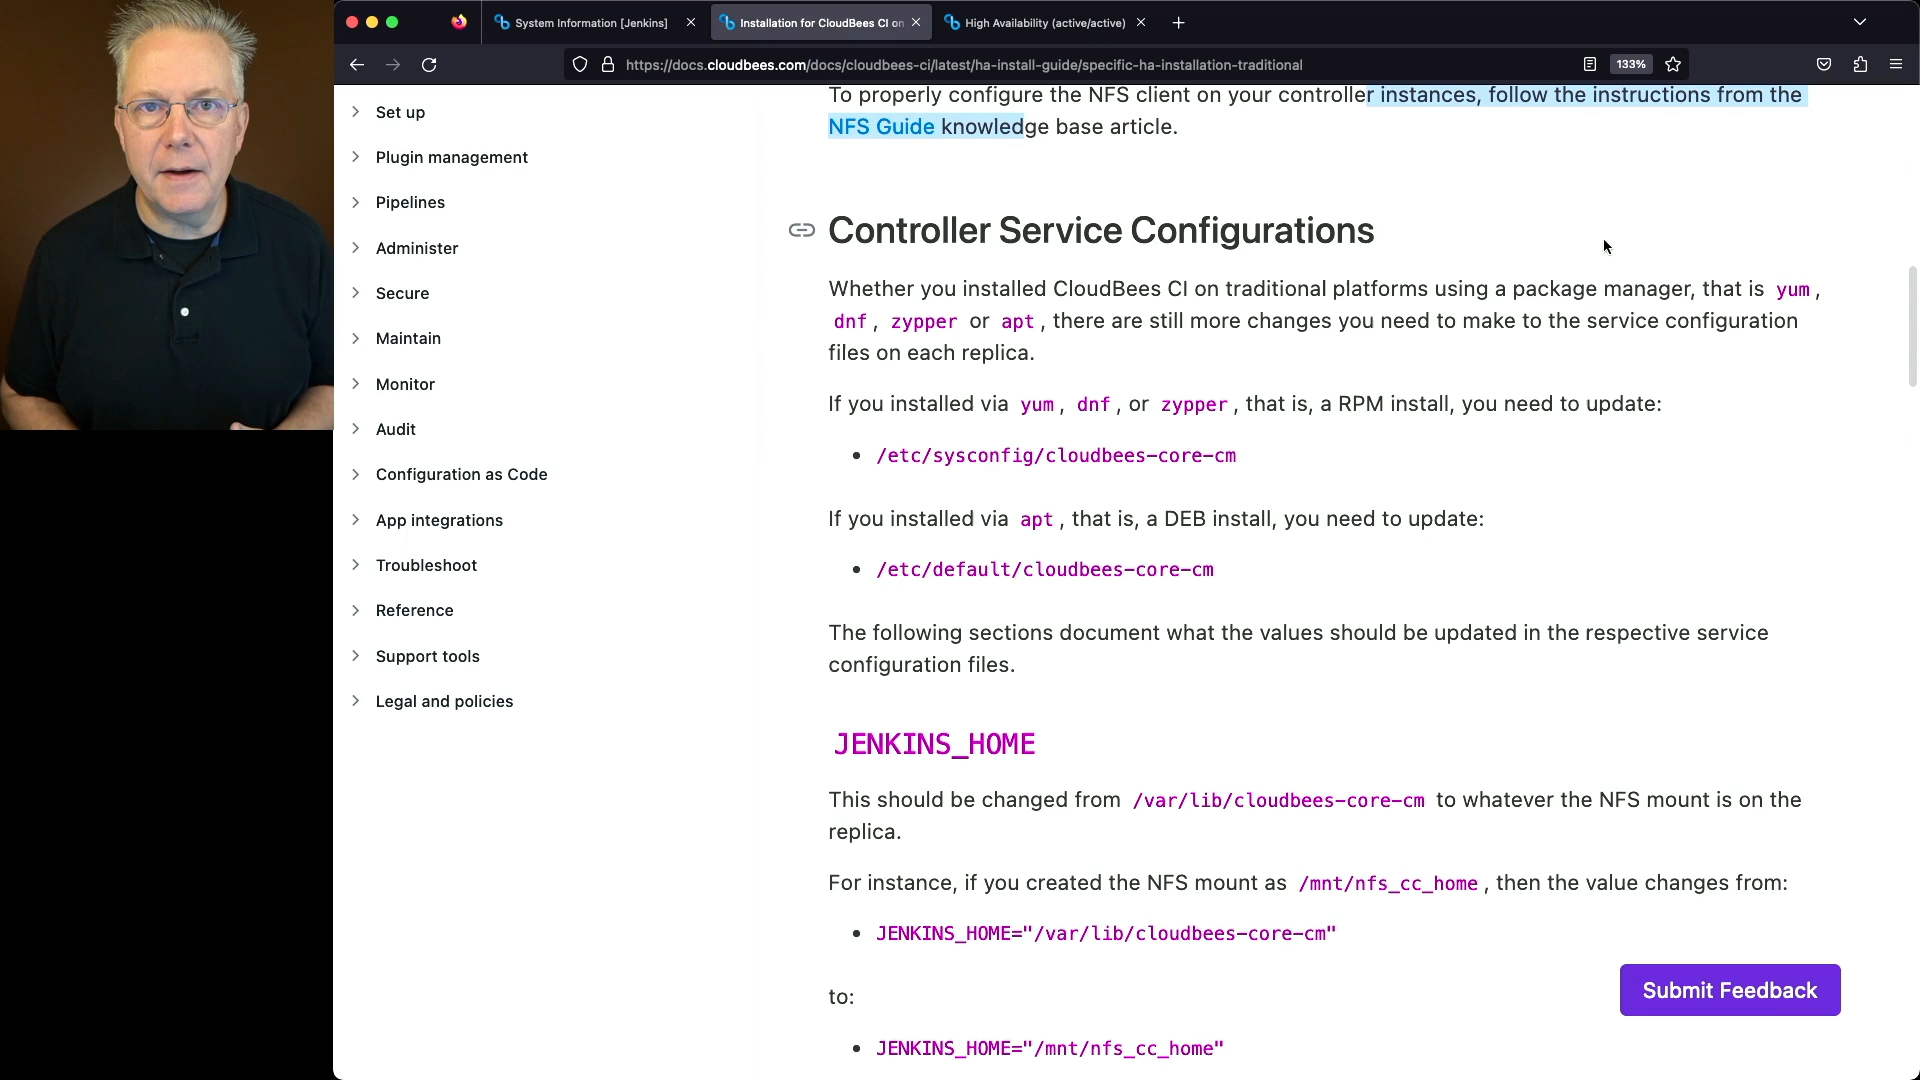 System Information [Jenkins]
Installation for CloudBees CI on
High Availability (active/active)
https://docs.cloudbees.com/docs/cloudbees-ci/latest/ha-install-guide/specific-ha-installation-traditional
133%
Set up
Plugin management
Pipelines
Administer
Secure
Maintain
Monitor
Audit
Configuration as Code
App integrations
Troubleshoot
Reference
Support tools
Legal and policies
To properly configure the NFS client on your controller instances, follow the instructions from the
NFS Guide knowledge base article.
Controller Service Configurations
Whether you installed CloudBees CI on traditional platforms using a package manager, that is yum,
dnf, zypper or apt, there are still more changes you need to make to the service configuration
files on each replica.
If you installed via yum, dnf, or zypper, that is, a RPM install, you need to update:
• /etc/sysconfig/cloudbees-core-cm
If you installed via apt, that is, a DEB install, you need to update:
• /etc/default/cloudbees-core-cm
The following sections document what the values should be updated in the respective service
configuration files.
JENKINS_HOME
This should be changed from /var/lib/cloudbees-core-cm to whatever the NFS mount is on the
replica.
For instance, if you created the NFS mount as /mnt/nfs_cc_home, then the value changes from:
• JENKINS_HOME="/var/lib/cloudbees-core-cm"
to:
• JENKINS_HOME="/mnt/nfs_cc_home"
Submit Feedback